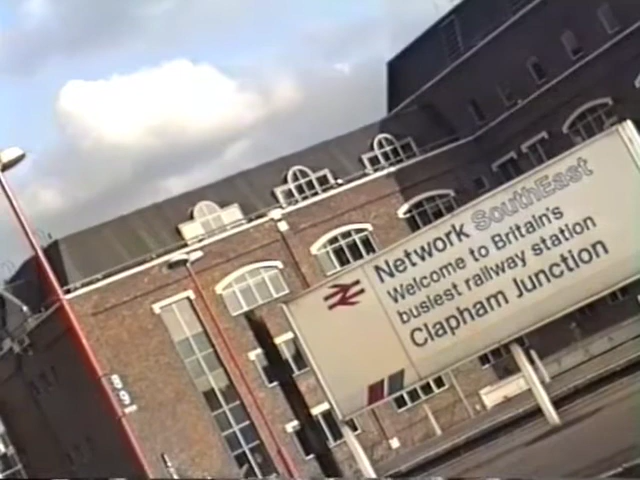 Network SouthEast
Welcome to Britain's
busiest railway station
Clapham Junction